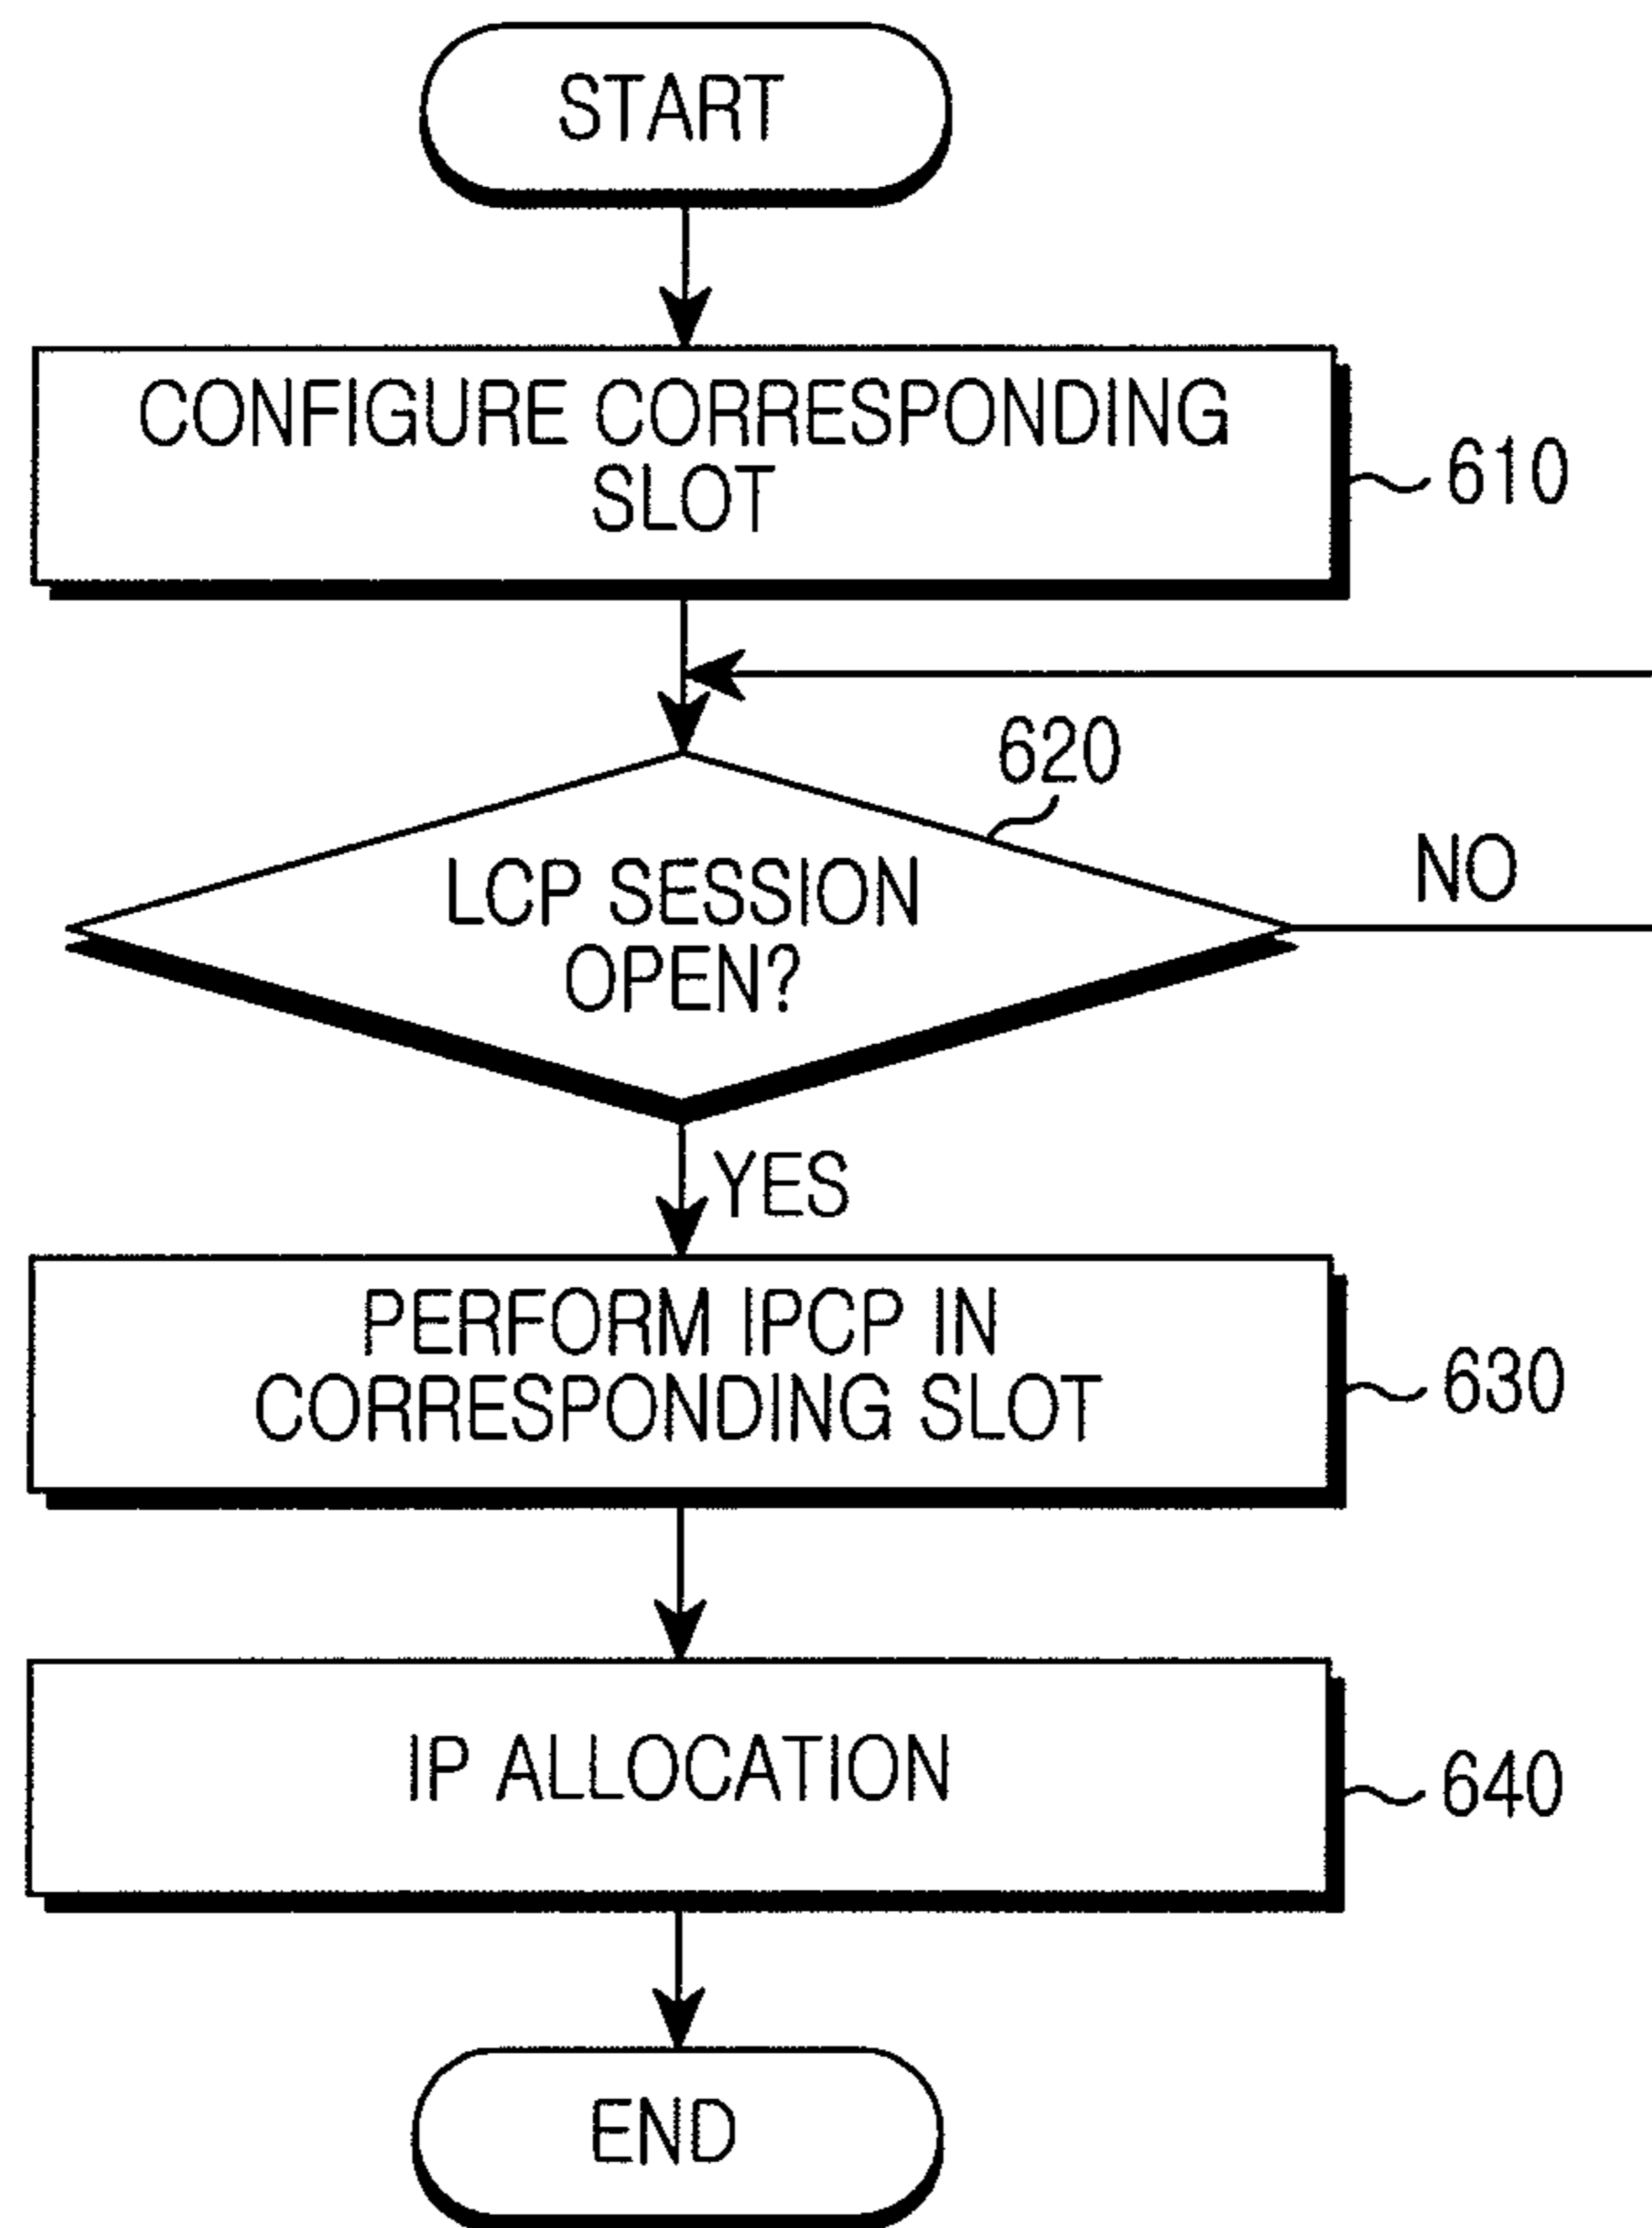 START
CONFIGURE CORRESPONDING
SLOT
610
620
LCP SESSION
OPEN?
NO
YES
PERFORM IPCP IN
CORRESPONDING SLOT
630
IP ALLOCATION
640
END